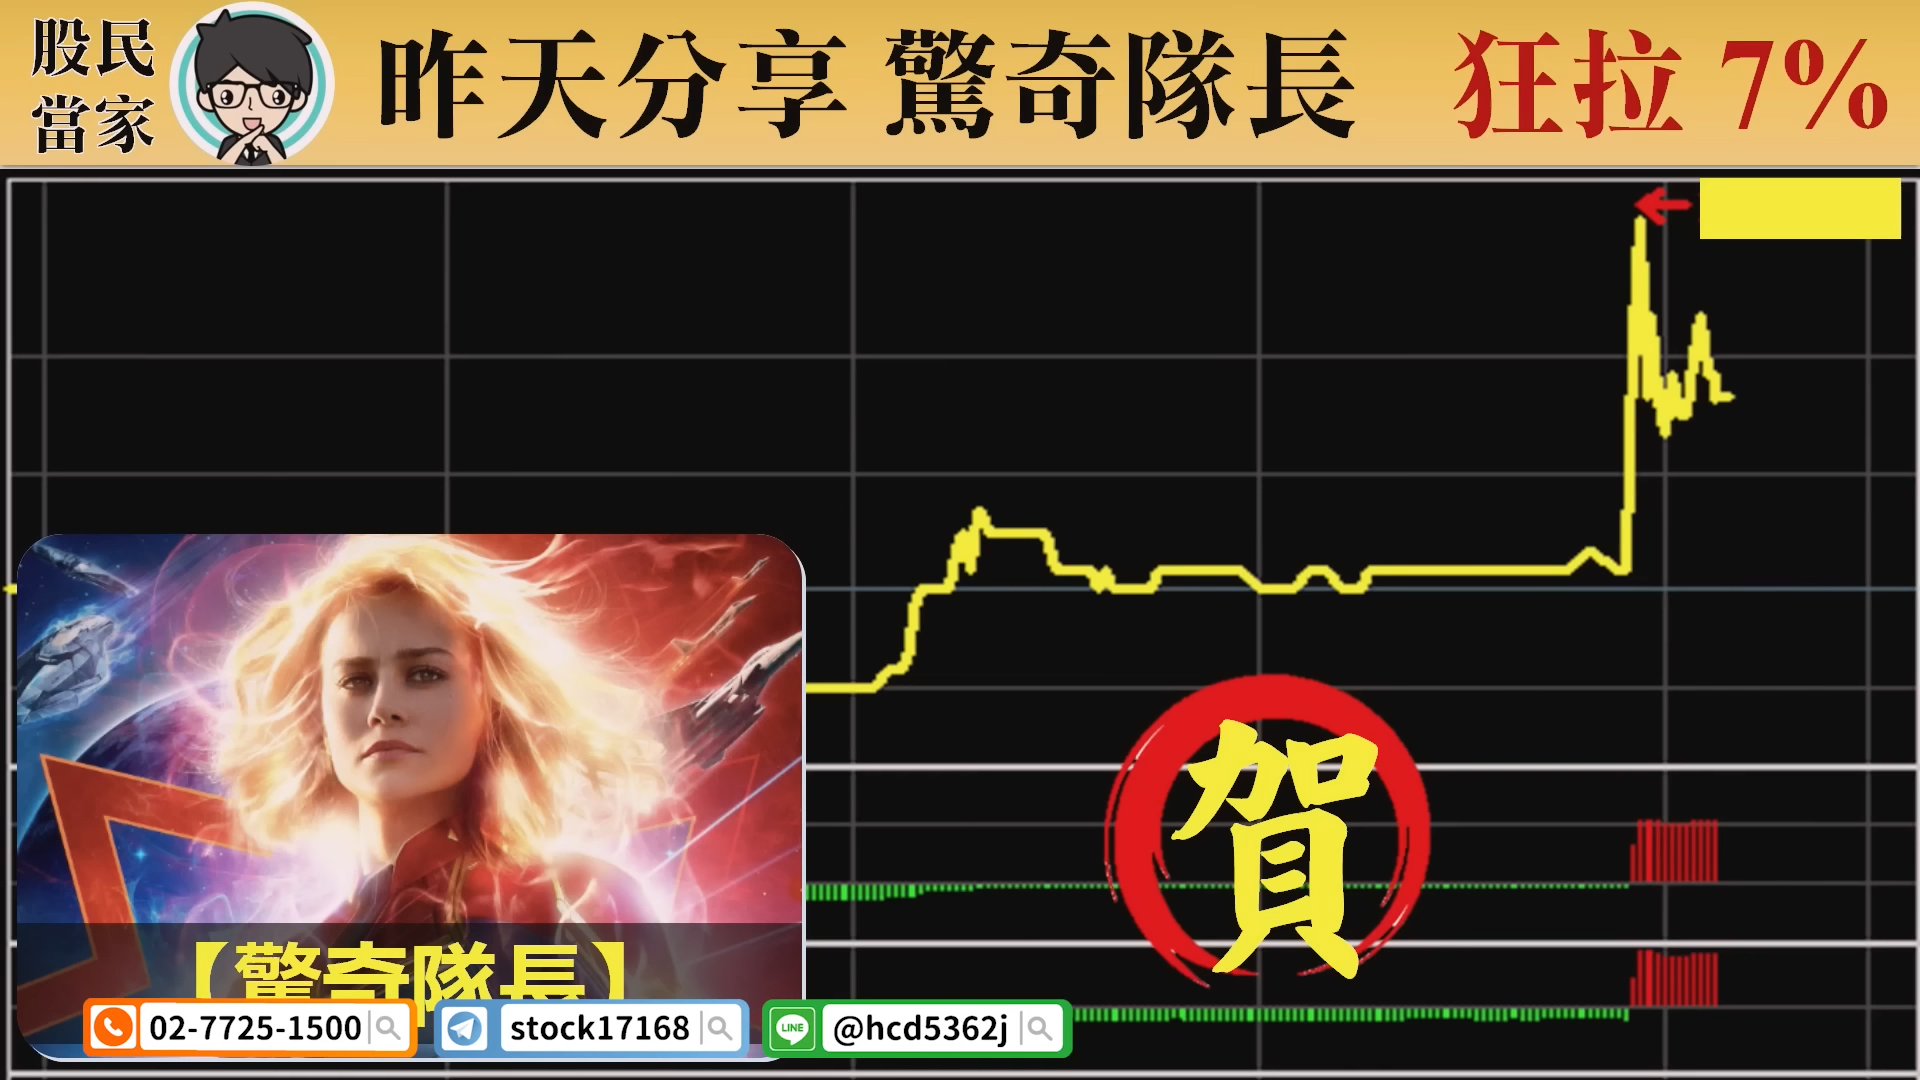 股民
當家
昨天分享 驚奇隊長 狂拉 7%
賀
【驚奇隊長】
02-7725-1500
stock17168
LINE
@hcd5362j